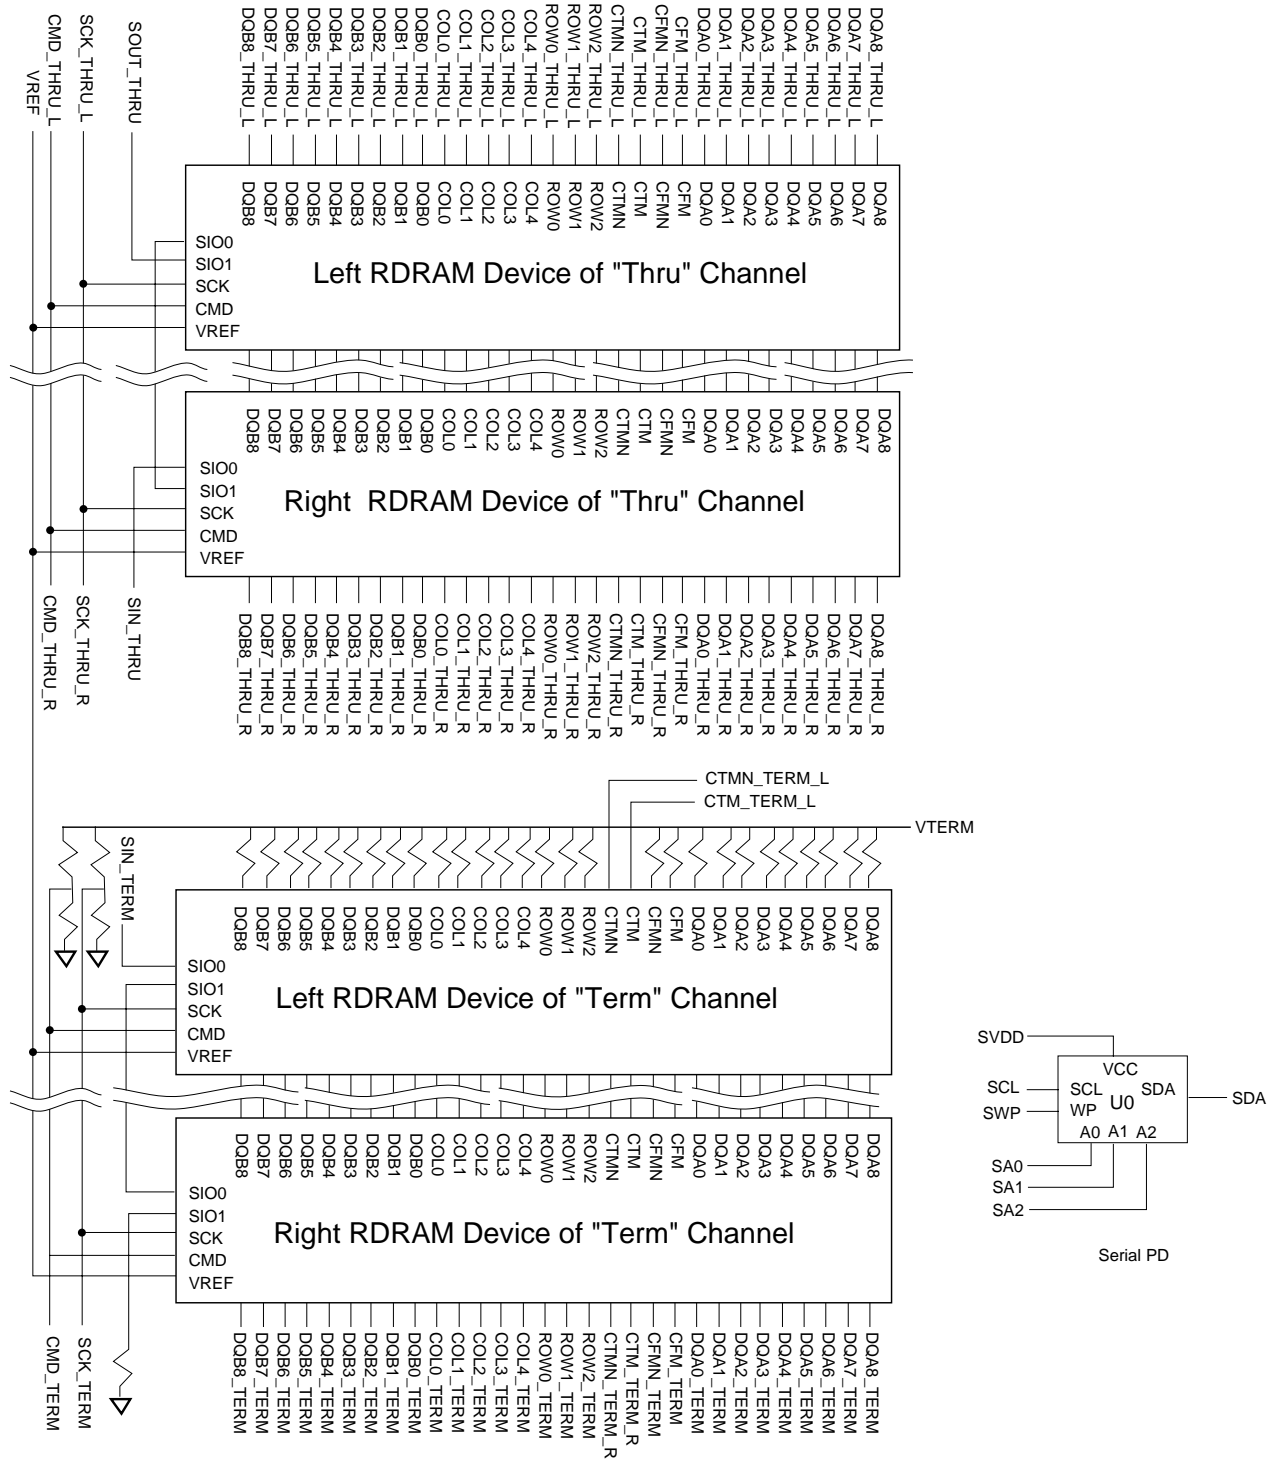 VREF
CMD_THRU_L
SCK_THRU_L
SOUT_THRU
DQB8_THRU_L
DQB7_THRU_L
DQB6_THRU_L
DQB5_THRU_L
DQB4_THRU_L
DQB3_THRU_L
DQB2_THRU_L
DQB1_THRU_L
DQB0_THRU_L
COL0_THRU_L
COL1_THRU_L
COL2_THRU_L
COL3_THRU_L
COL4_THRU_L
ROW0_THRU_L
ROW1_THRU_L
ROW2_THRU_L
CTMN_THRU_L
CTM_THRU_L
CFMN_THRU_L
CFM_THRU_L
DQA0_THRU_L
DQA1_THRU_L
DQA2_THRU_L
DQA3_THRU_L
DQA4_THRU_L
DQA5_THRU_L
DQA6_THRU_L
DQA7_THRU_L
DQA8_THRU_L
DQB8
DQB7
DQB6
DQB5
DQB4
DQB3
DQB2
DQB1
DQB0
COL0
COL1
COL2
COL3
COL4
ROW0
ROW1
ROW2
CTMN
CTM
CFMN
CFM
DQA0
DQA1
DQA2
DQA3
DQA4
DQA5
DQA6
DQA7
DQA8
SIO0
SIO1
SCK
CMD
VREF
Left RDRAM Device of "Thru" Channel
DQB8
DQB7
DQB6
DQB5
DQB4
DQB3
DQB2
DQB1
DQB0
COL0
COL1
COL2
COL3
COL4
ROW0
ROW1
ROW2
CTMN
CTM
CFMN
CFM
DQA0
DQA1
DQA2
DQA3
DQA4
DQA5
DQA6
DQA7
DQA8
SIO0
SIO1
SCK
CMD
VREF
Right RDRAM Device of "Thru" Channel
CMD_THRU_R
SCK_THRU_R
SIN_THRU
DQB8_THRU_R
DQB7_THRU_R
DQB6_THRU_R
DQB5_THRU_R
DQB4_THRU_R
DQB3_THRU_R
DQB2_THRU_R
DQB1_THRU_R
DQB0_THRU_R
COL0_THRU_R
COL1_THRU_R
COL2_THRU_R
COL3_THRU_R
COL4_THRU_R
ROW0_THRU_R
ROW1_THRU_R
ROW2_THRU_R
CTMN_THRU_R
CTM_THRU_R
CFMN_THRU_R
CFM_THRU_R
DQA0_THRU_R
DQA1_THRU_R
DQA2_THRU_R
DQA3_THRU_R
DQA4_THRU_R
DQA5_THRU_R
DQA6_THRU_R
DQA7_THRU_R
DQA8_THRU_R
CTMN_TERM_L
CTM_TERM_L
VTERM
SIN_TERM
DQB8
DQB7
DQB6
DQB5
DQB4
DQB3
DQB2
DQB1
DQB0
COL0
COL1
COL2
COL3
COL4
ROW0
ROW1
ROW2
CTMN
CTM
CFMN
CFM
DQA0
DQA1
DQA2
DQA3
DQA4
DQA5
DQA6
DQA7
DQA8
SIO0
SIO1
SCK
CMD
VREF
Left RDRAM Device of "Term" Channel
DQB8
DQB7
DQB6
DQB5
DQB4
DQB3
DQB2
DQB1
DQB0
COL0
COL1
COL2
COL3
COL4
ROW0
ROW1
ROW2
CTMN
CTM
CFMN
CFM
DQA0
DQA1
DQA2
DQA3
DQA4
DQA5
DQA6
DQA7
DQA8
SIO0
SIO1
SCK
CMD
VREF
Right RDRAM Device of "Term" Channel
CMD_TERM
SCK_TERM
DQB8_TERM
DQB7_TERM
DQB6_TERM
DQB5_TERM
DQB4_TERM
DQB3_TERM
DQB2_TERM
DQB1_TERM
DQB0_TERM
COL0_TERM
COL1_TERM
COL2_TERM
COL3_TERM
COL4_TERM
ROW0_TERM
ROW1_TERM
ROW2_TERM
CTMN_TERM_R
CTM_TERM_R
CFMN_TERM
CFM_TERM
DQA0_TERM
DQA1_TERM
DQA2_TERM
DQA3_TERM
DQA4_TERM
DQA5_TERM
DQA6_TERM
DQA7_TERM
DQA8_TERM
SVDD
VCC
SCL
SCL
SDA
SDA
SWP
WP
U0
A0 A1 A2
SA0
SA1
SA2
Serial PD